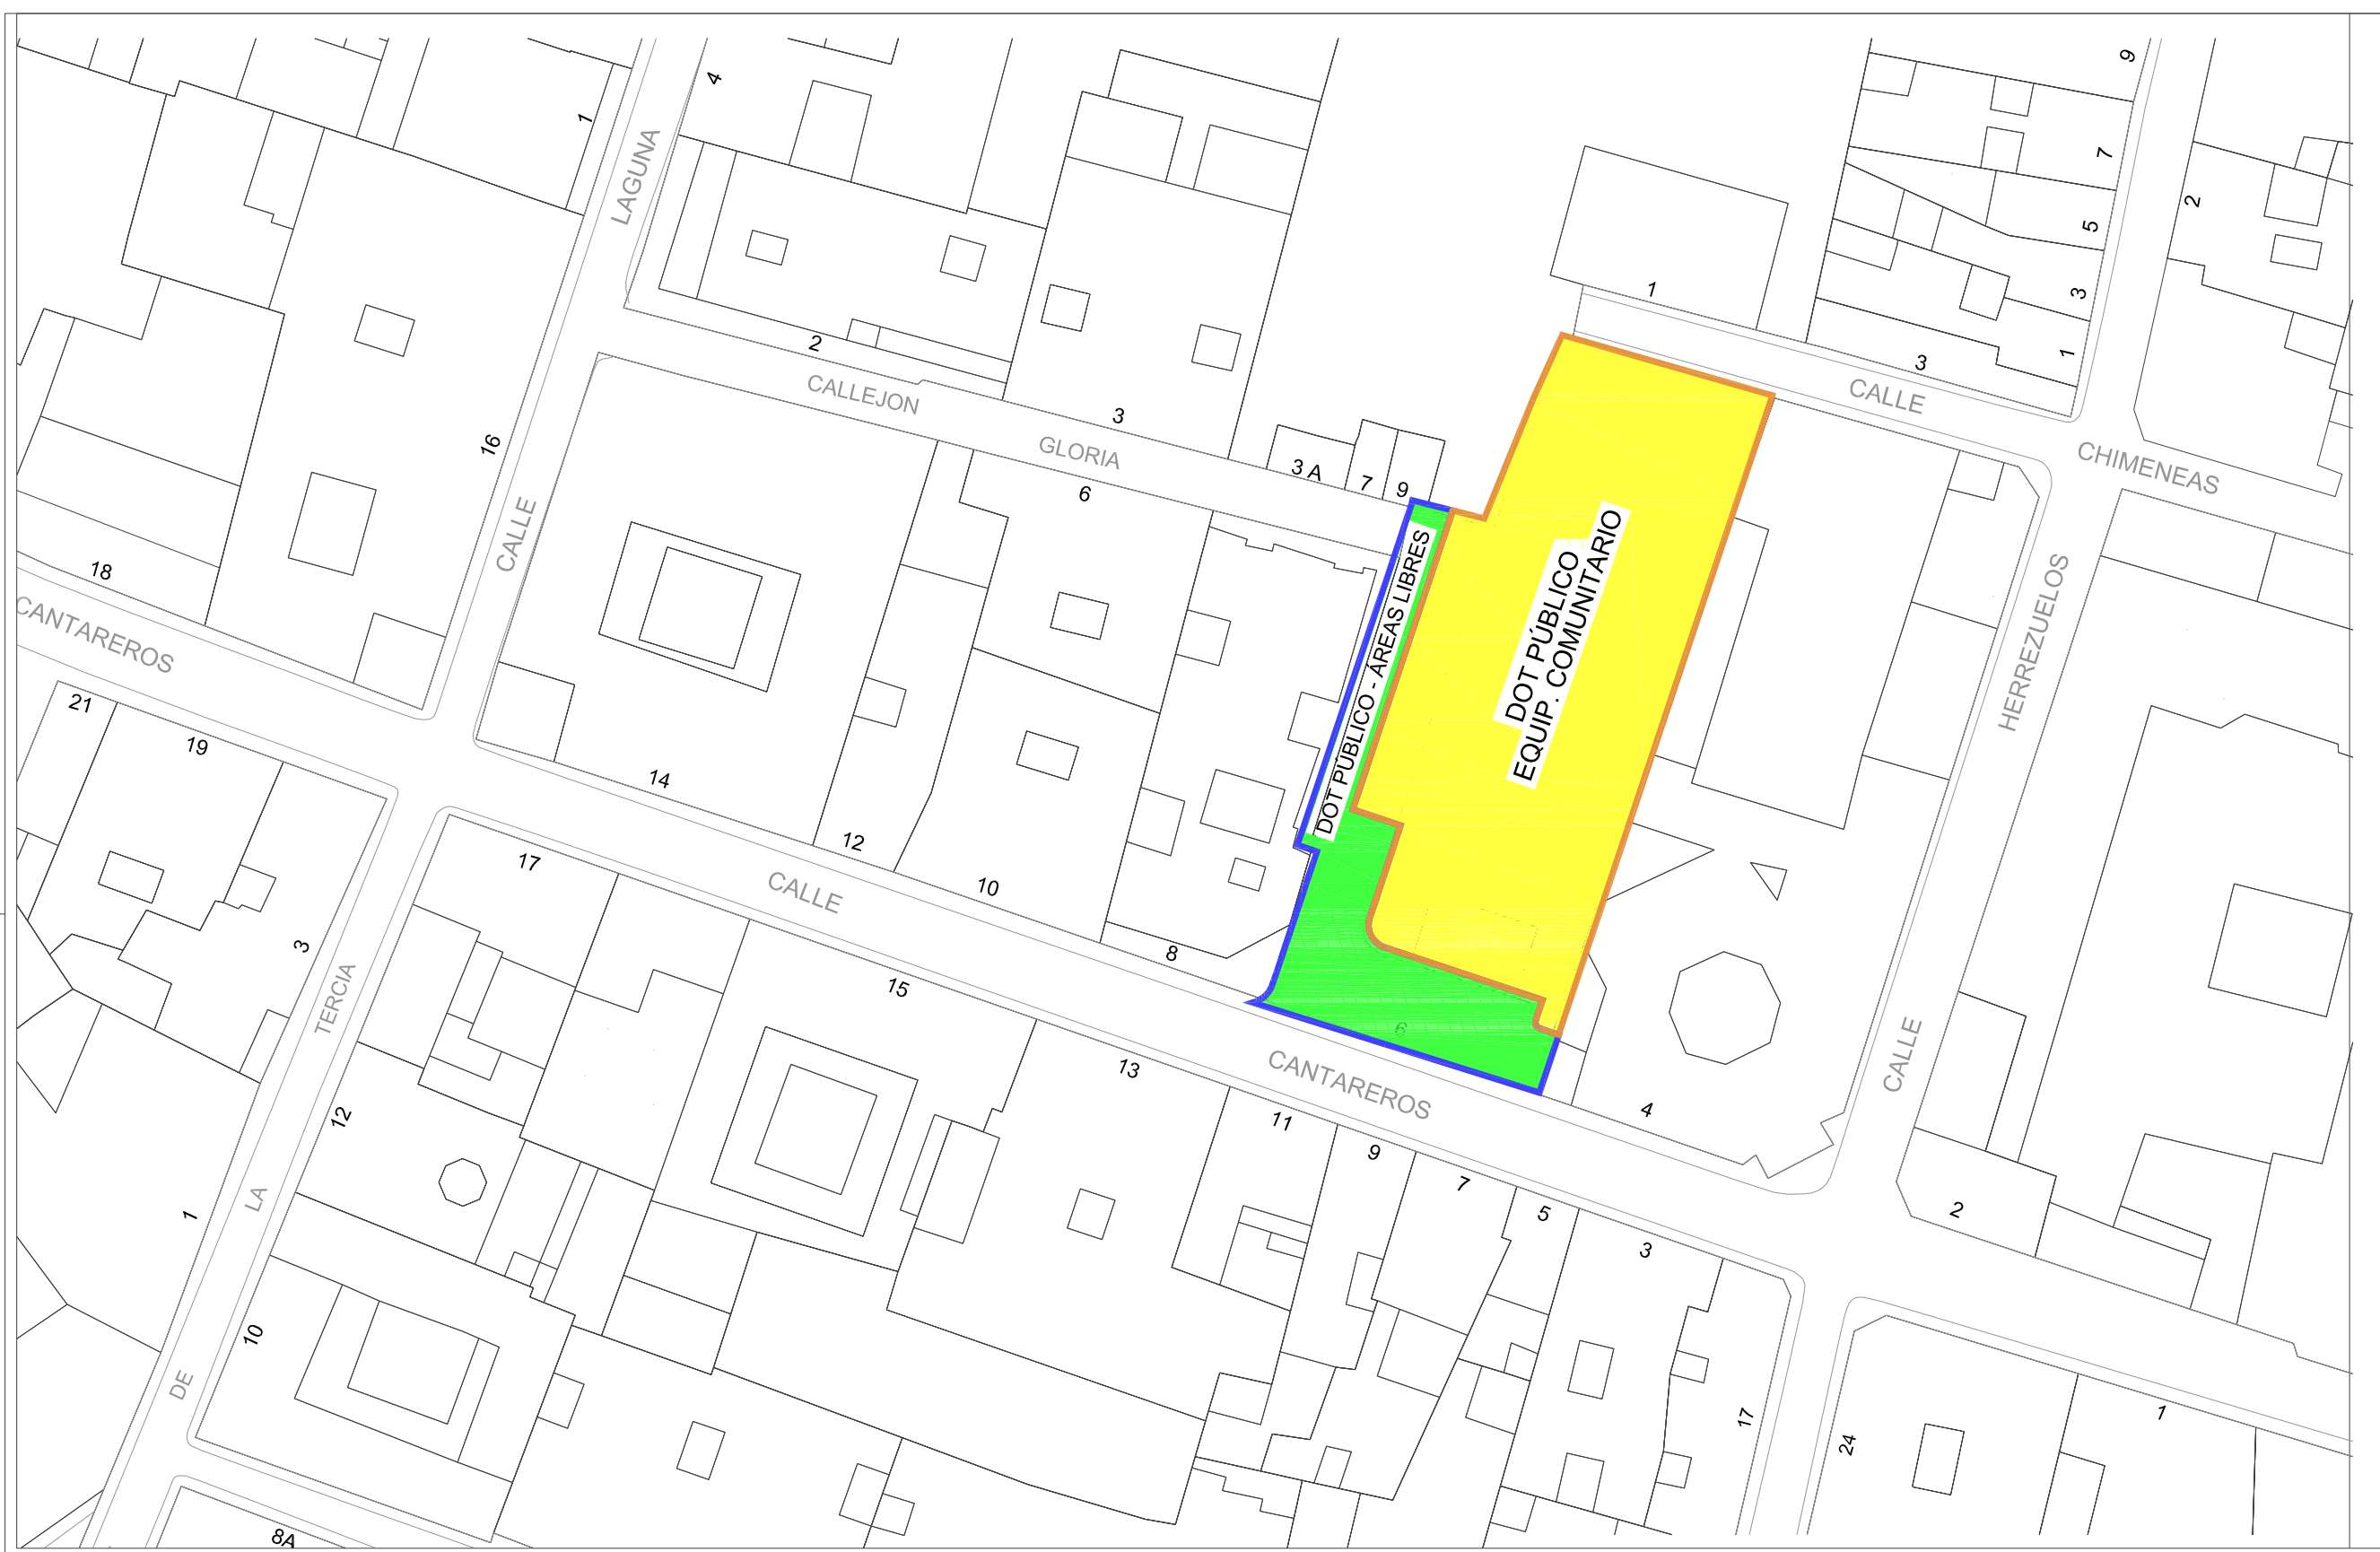 9
4
1
7
LAGUNA
2
5
1
3
2
1
3
CALLE
CALLEJON
3
CHIMENEAS
16
GLORIA
3 A
7
9
6
CALLE
18
CANTAREROS
DOT PÚBLICO - ÁREAS LIBRES
DOT PÚBLICO
EQUIP. COMUNITARIO
HERREZUELOS
21
19
14
12
17
CALLE
10
3
8
15
TERCIA
6
13
CANTAREROS
CALLE
4
12
11
9
LA
1
7
5
2
3
10
DE
17
24
1
8A